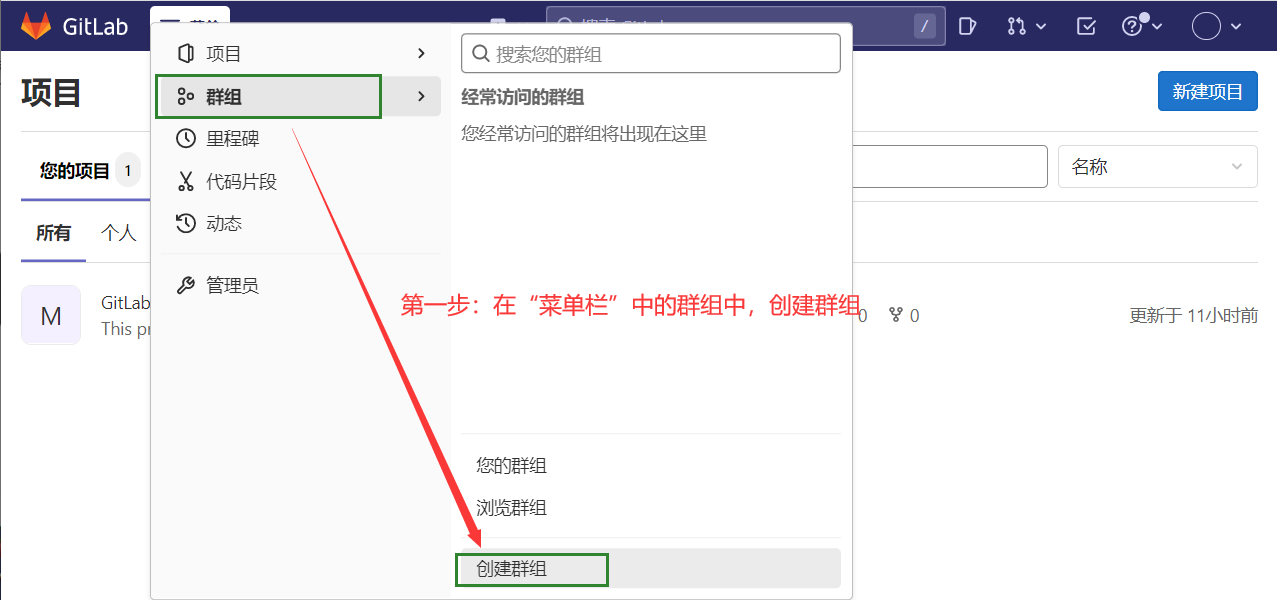 GitLab
/
项目
新建项目
您的项目 1
名称
所有
个人
M
GitLab
This pr
0
0
更新于 11小时前
项目
群组
里程碑
代码片段
动态
管理员
搜索您的群组
经常访问的群组
您经常访问的群组将出现在这里
第一步：在“菜单栏”中的群组中，创建群组
您的群组
浏览群组
创建群组